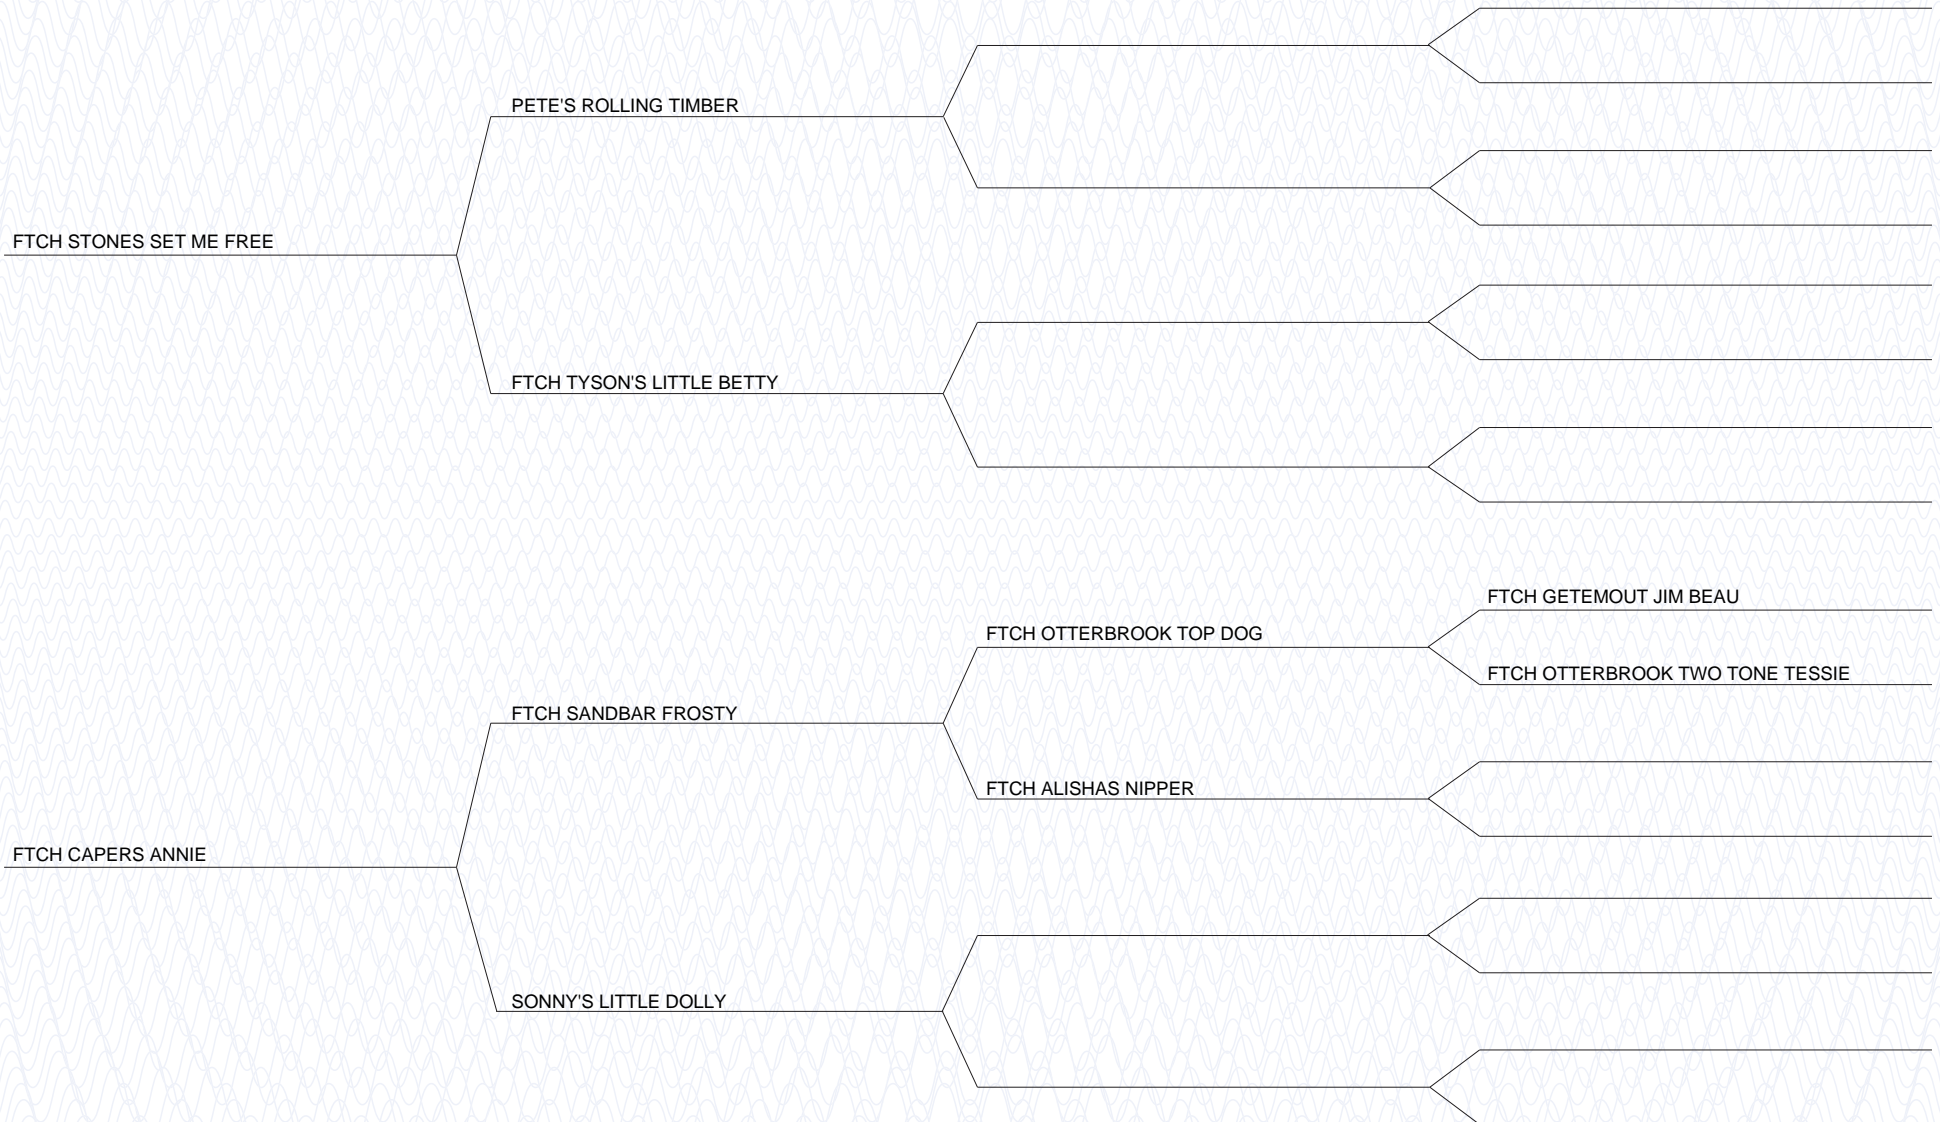 PETE'S ROLLING TIMBER
FTCH STONES SET ME FREE
FTCH TYSON'S LITTLE BETTY
FTCH GETEMOUT JIM BEAU
FTCH OTTERBROOK TOP DOG
FTCH OTTERBROOK TWO TONE TESSIE
FTCH SANDBAR FROSTY
FTCH ALISHAS NIPPER
FTCH CAPERS ANNIE
SONNY'S LITTLE DOLLY